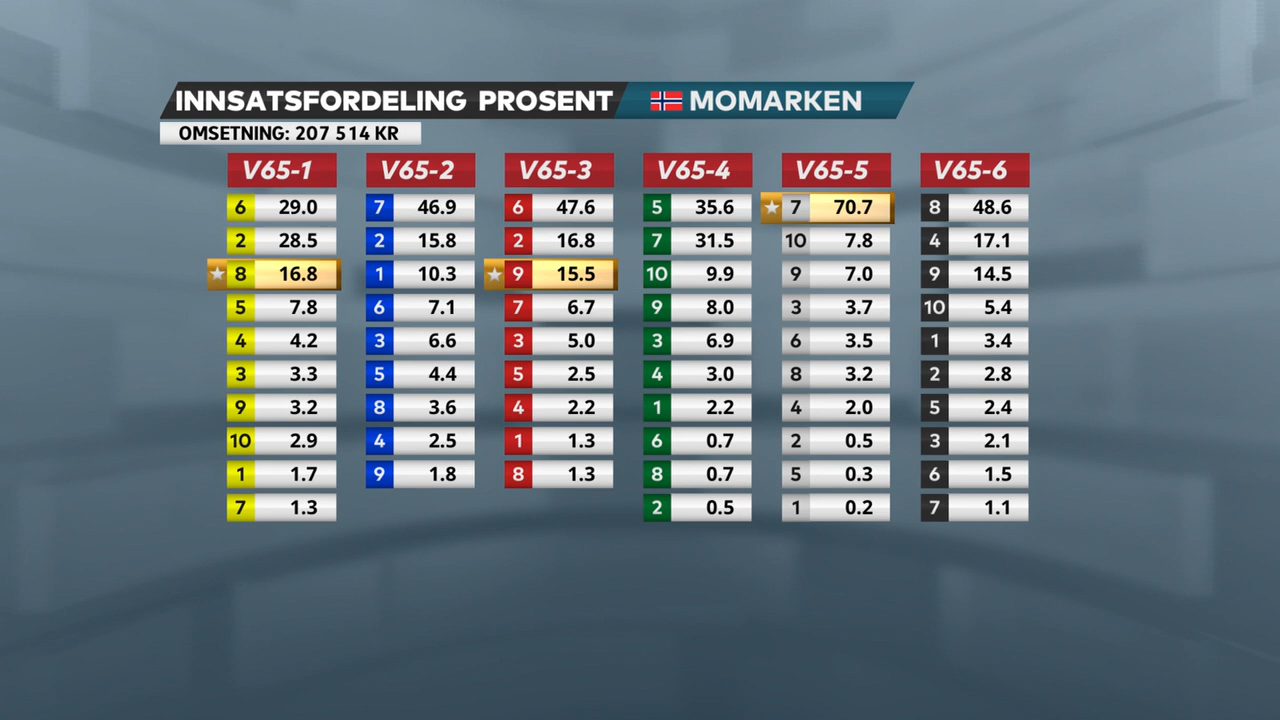 INNSATSFORDELING PROSENT MOMARKEN
OMSETNING: 207 514 KR
V65-1 V65-2 V65-3 V65-4 V65-5 V65-6
6 29.0 7 46.9 6 47.6 5 35.6 7 70.7 8 48.6
2 28.5 2 15.8 2 16.8 7 31.5 10 7.8 4 17.1
8 16.8 1 10.3 9 15.5 10 9.9 9 7.0 9 14.5
5 7.8 6 7.1 7 6.7 9 8.0 3 3.7 10 5.4
4 4.2 3 6.6 3 5.0 3 6.9 6 3.5 1 3.4
3 3.3 5 4.4 5 2.5 4 3.0 8 3.2 2 2.8
9 3.2 8 3.6 4 2.2 1 2.2 4 2.0 5 2.4
10 2.9 4 2.5 1 1.3 6 0.7 2 0.5 3 2.1
1 1.7 9 1.8 8 1.3 8 0.7 5 0.3 6 1.5
7 1.3 2 0.5 1 0.2 7 1.1